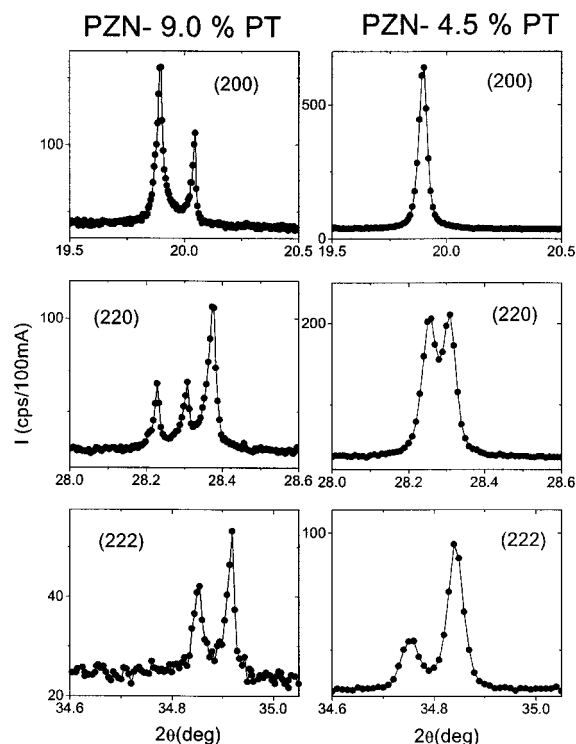 PZN- 9.0 % PT
PZN- 4.5 % PT
(200)
100
19.5 20.0 20.5
(200)
500
0
19.5 20.0 20.5
(220)
100
28.0 28.2 28.4 28.6
(220)
200
28.0 28.2 28.4 28.6
I (cps/100mA)
(222)
40
20
34.6 34.8 35.0
(222)
100
34.6 34.8 35.0
2θ(deg)
2θ(deg)